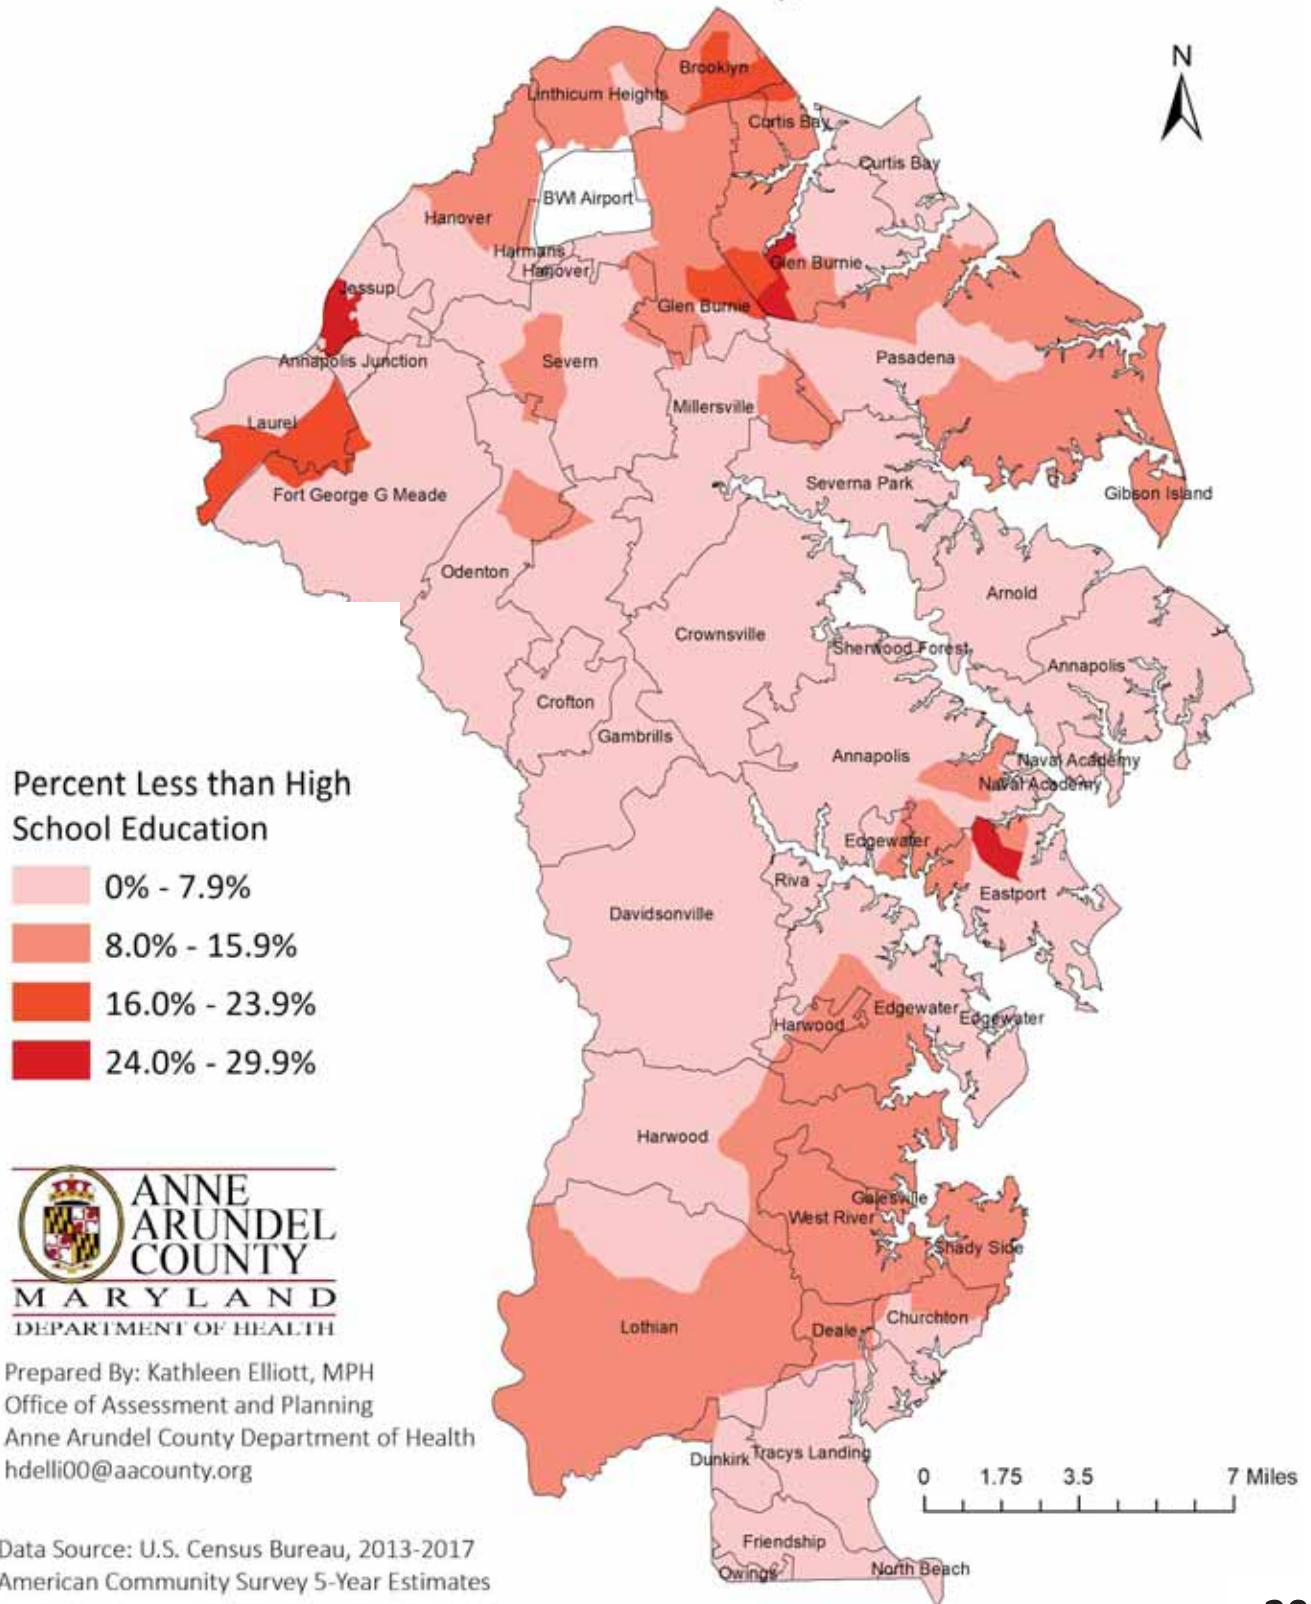 N
Brooklyn
Linthicum Heights
Curtis Bay
Curtis Bay
BWI Airport
Hanover
Harmans
Hanover
Glen Burnie
Jessup
Glen Burnie
Annapolis Junction
Severn
Pasadena
Millersville
Laurel
Severna Park
Fort George G Meade
Gibson Island
Odenton
Arnold
Crownsville
Sherwood Forest
Annapolis
Crofton
Gambrills
Annapolis
Naval Academy
Naval Academy
Edgewater
Riva
Eastport
Davidsonville
Edgewater
Edgewater
Harwood
Harwood
Galesville
West River
Shady Side
Churchton
Lothian
Deale
Dunkirk
Tracys Landing
Friendship
Owings
North Beach
Percent Less than High
School Education
0% - 7.9%
8.0% - 15.9%
16.0% - 23.9%
24.0% - 29.9%
ANNE
ARUNDEL
COUNTY
MARYLAND
DEPARTMENT OF HEALTH
Prepared By: Kathleen Elliott, MPH
Office of Assessment and Planning
Anne Arundel County Department of Health
hdelli00@aacounty.org
0 1.75 3.5 7 Miles
Data Source: U.S. Census Bureau, 2013-2017
American Community Survey 5-Year Estimates